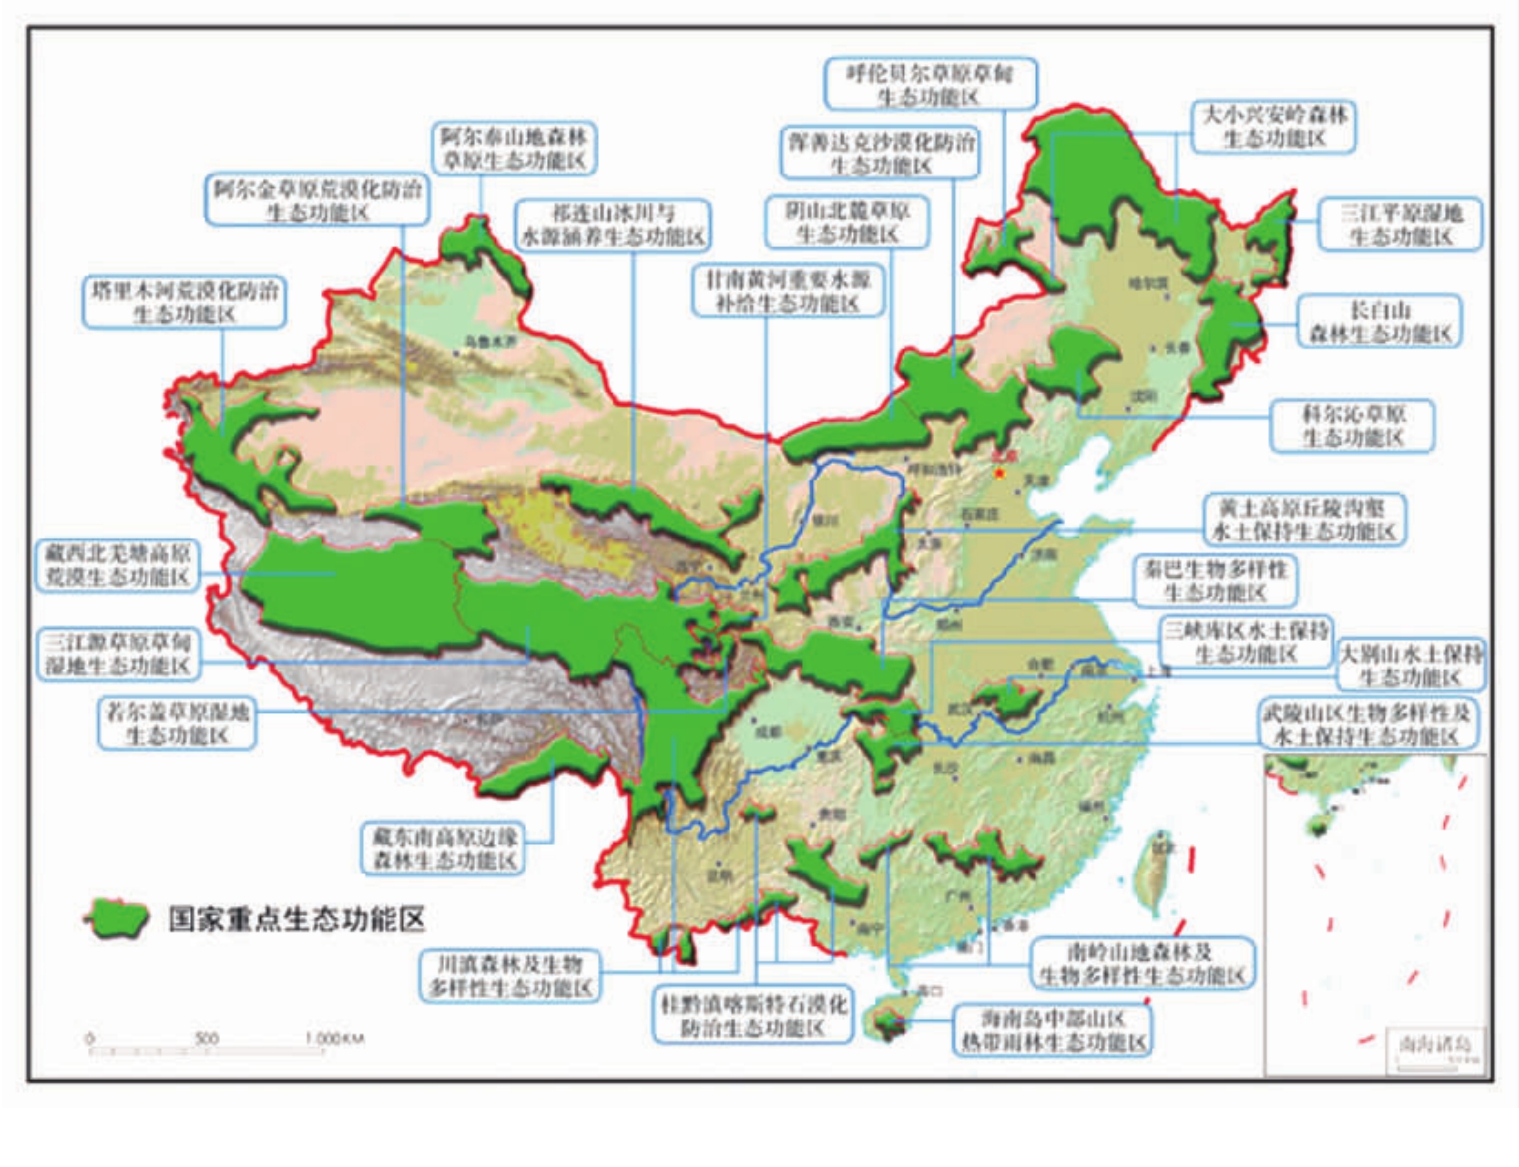 呼伦贝尔草原草甸
生态功能区
大小兴安岭森林
生态功能区
阿尔泰山地森林
草原生态功能区
浑善达克沙漠化防治
生态功能区
阿尔金草原荒漠化防治
生态功能区
祁连山冰川与
水源涵养生态功能区
阴山北麓草原
生态功能区
三江平原湿地
生态功能区
塔里木河荒漠化防治
生态功能区
甘南黄河重要水源
补给生态功能区
长白山
森林生态功能区
科尔沁草原
生态功能区
哈尔滨
长春
沈阳
乌鲁木齐
呼和浩特
北京
天津
石家庄
太原
银川
济南
西宁
兰州
西安
郑州
黄土高原丘陵沟壑
水土保持生态功能区
藏西北羌塘高原
荒漠生态功能区
秦巴生物多样性
生态功能区
三江源草原草甸
湿地生态功能区
三峡库区水土保持
生态功能区
大别山水土保持
生态功能区
若尔盖草原湿地
生态功能区
武陵山区生物多样性及
水土保持生态功能区
合肥
南京
上海
武汉
杭州
拉萨
成都
重庆
长沙
南昌
贵阳
福州
台北
昆明
广州
南宁
香港
澳门
海口
藏东南高原边缘
森林生态功能区
国家重点生态功能区
川滇森林及生物
多样性生态功能区
桂黔滇喀斯特石漠化
防治生态功能区
南岭山地森林及
生物多样性生态功能区
海南岛中部山区
热带雨林生态功能区
0 500 1 000KM
南海诸岛